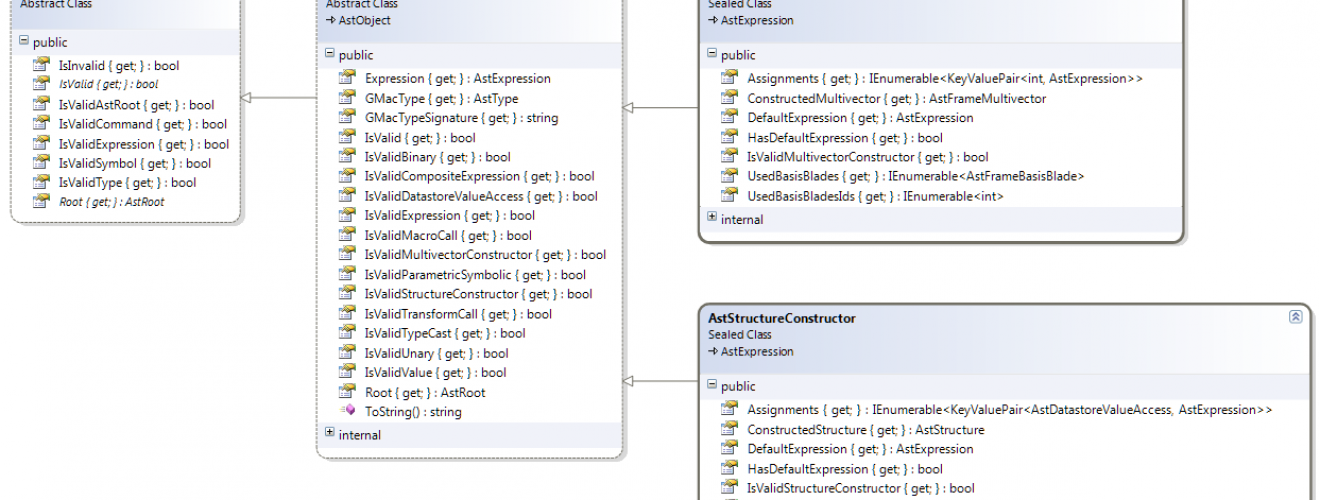 Abstract Class
public
IsInvalid { get; } : bool
IsValid { get; } : bool
IsValidAstRoot { get; } : bool
IsValidCommand { get; } : bool
IsValidExpression { get; } : bool
IsValidSymbol { get; } : bool
IsValidType { get; } : bool
Root { get; } : AstRoot
Abstract Class
→ AstObject
public
Expression { get; } : AstExpression
GMacType { get; } : AstType
GMacTypeSignature { get; } : string
IsValid { get; } : bool
IsValidBinary { get; } : bool
IsValidCompositeExpression { get; } : bool
IsValidDatastoreValueAccess { get; } : bool
IsValidExpression { get; } : bool
IsValidMacroCall { get; } : bool
IsValidMultivectorConstructor { get; } : bool
IsValidParametricSymbolic { get; } : bool
IsValidStructureConstructor { get; } : bool
IsValidTransformCall { get; } : bool
IsValidTypeCast { get; } : bool
IsValidUnary { get; } : bool
IsValidValue { get; } : bool
Root { get; } : AstRoot
ToString() : string
internal
Sealed Class
→ AstExpression
public
Assignments { get; } : IEnumerable<KeyValuePair<int, AstExpression>>
ConstructedMultivector { get; } : AstFrameMultivector
DefaultExpression { get; } : AstExpression
HasDefaultExpression { get; } : bool
IsValidMultivectorConstructor { get; } : bool
UsedBasisBlades { get; } : IEnumerable<AstFrameBasisBlade>
UsedBasisBladesIds { get; } : IEnumerable<int>
internal
AstStructureConstructor
Sealed Class
→ AstExpression
public
Assignments { get; } : IEnumerable<KeyValuePair<AstDatastoreValueAccess, AstExpression>>
ConstructedStructure { get; } : AstStructure
DefaultExpression { get; } : AstExpression
HasDefaultExpression { get; } : bool
IsValidStructureConstructor { get; } : bool